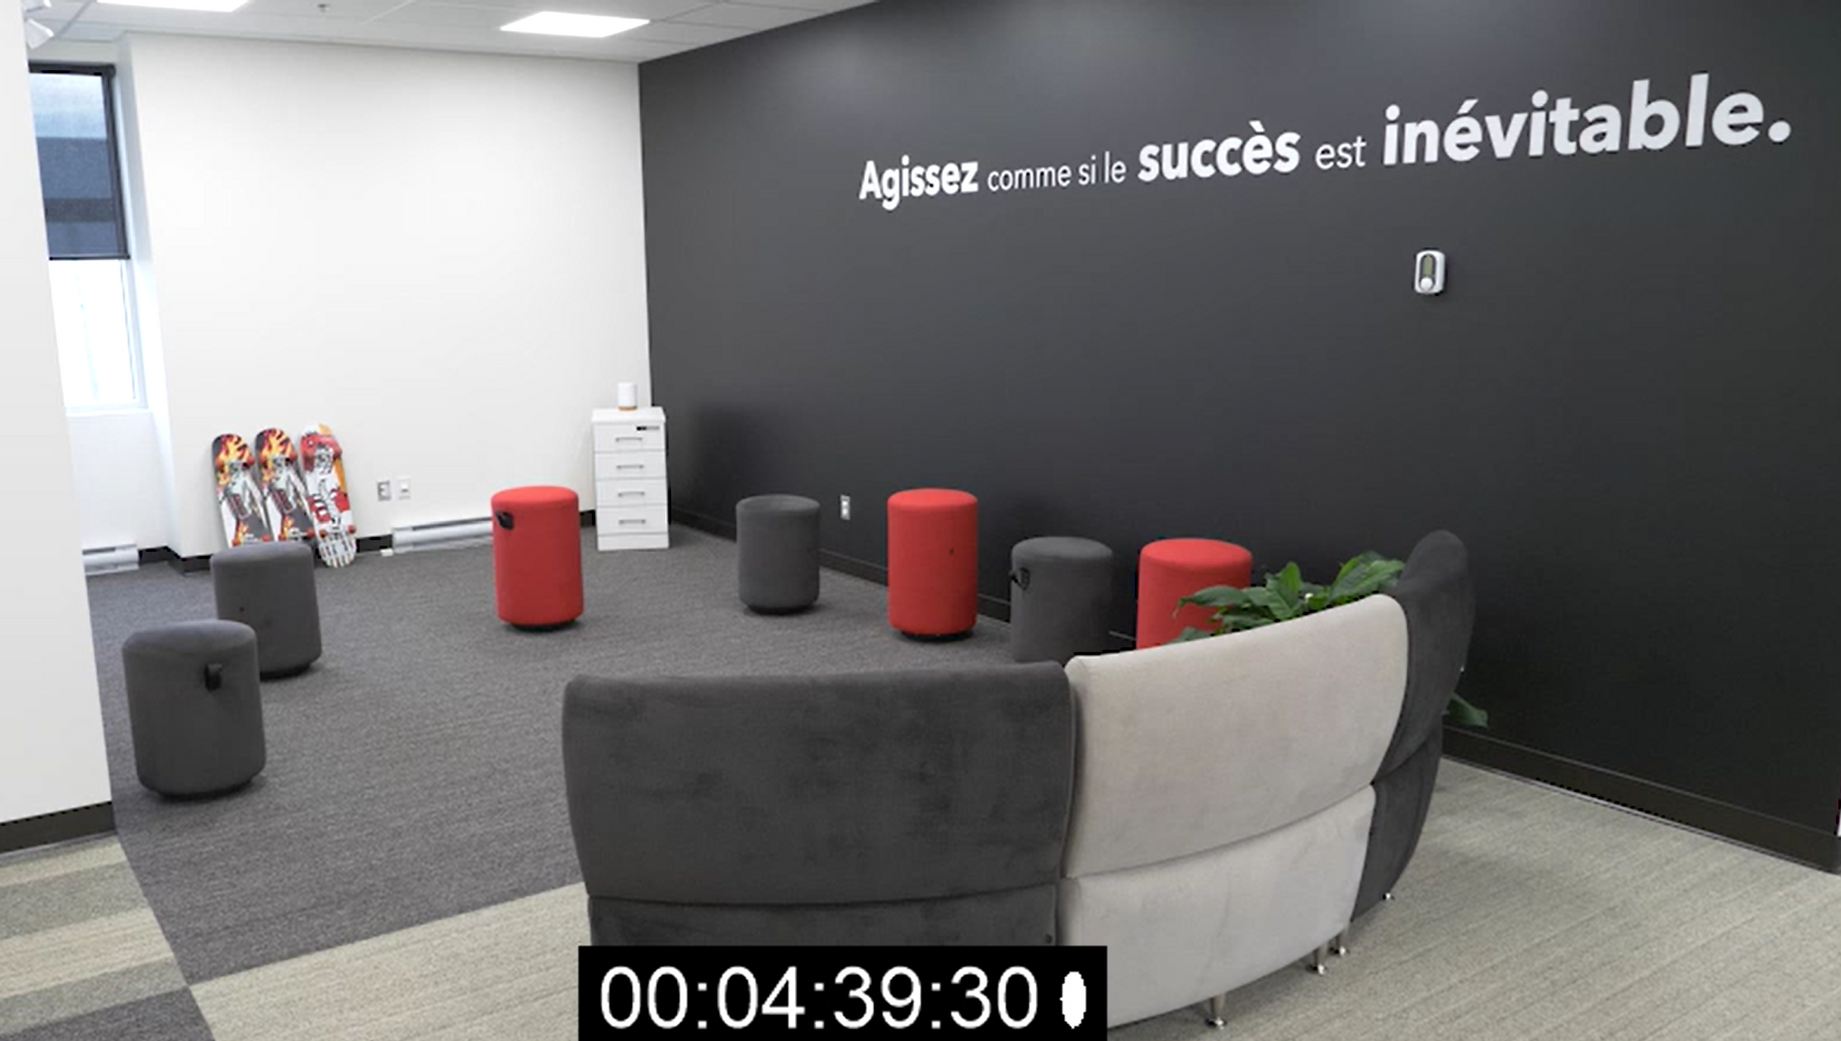 Agissez comme si le succès est inévitable.
00:04:39:30